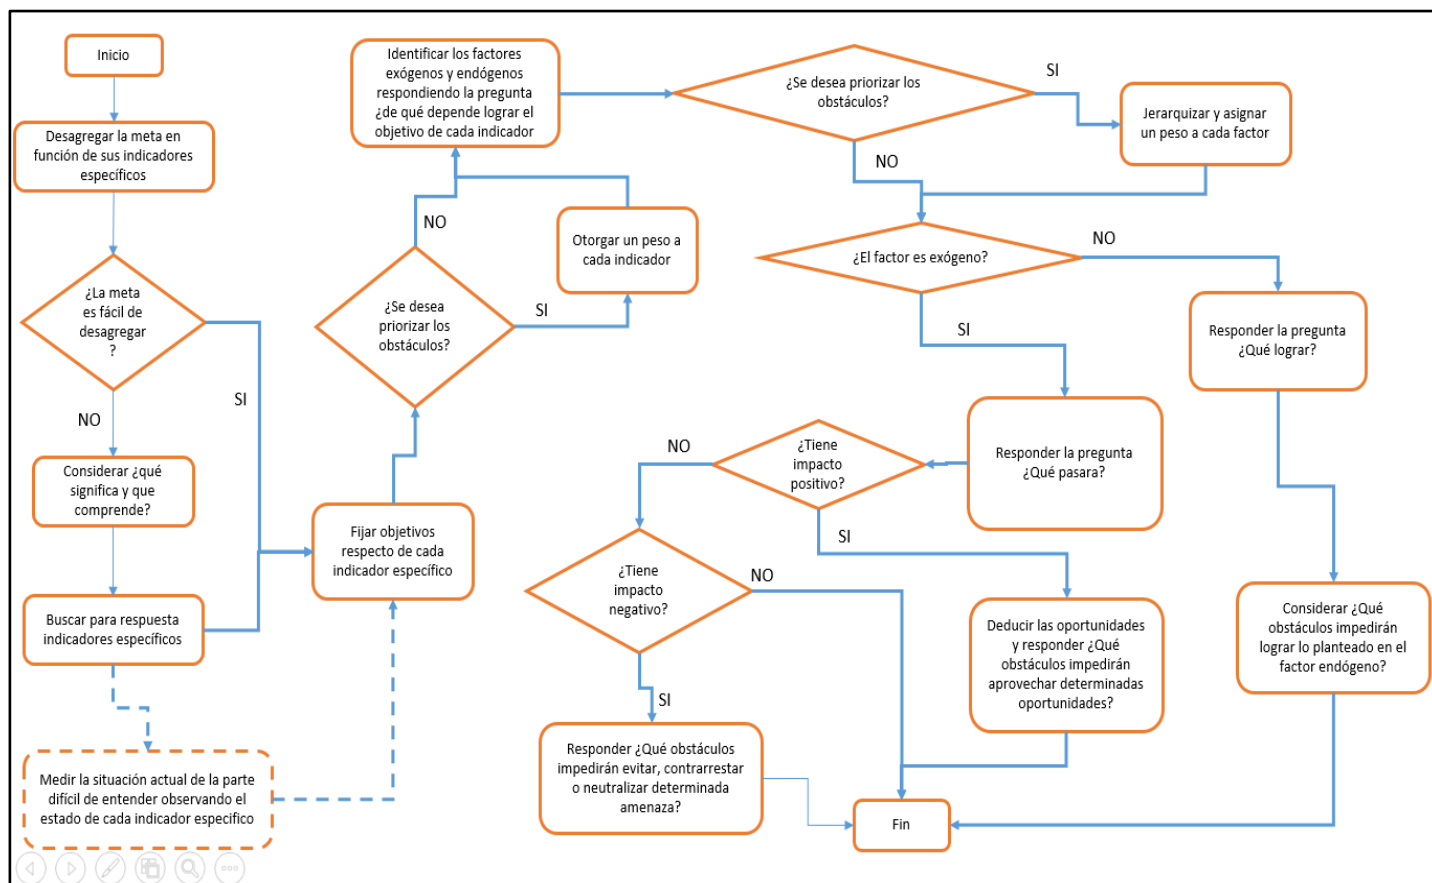 Inicio
Desagregar la meta en
función de sus indicadores
específicos
¿La meta
es fácil de
desagregar
?
SI
NO
Considerar ¿qué
significa y que
comprende?
Buscar para respuesta
indicadores específicos
Medir la situación actual de la parte
difícil de entender observando el
estado de cada indicador especifico
Fijar objetivos
respecto de cada
indicador específico
¿Se desea
priorizar los
obstáculos?
NO
SI
Otorgar un peso a
cada indicador
Identificar los factores
exógenos y endógenos
respondiendo la pregunta
¿de qué depende lograr el
objetivo de cada indicador
¿Se desea priorizar los
obstáculos?
SI
Jerarquizar y asignar
un peso a cada factor
NO
¿El factor es exógeno?
NO
Responder la pregunta
¿Qué lograr?
Considerar ¿Qué
obstáculos impedirán
lograr lo planteado en el
factor endógeno?
SI
Responder la pregunta
¿Qué pasara?
¿Tiene
impacto
positivo?
NO
SI
Deducir las oportunidades
y responder ¿Qué
obstáculos impedirán
aprovechar determinadas
oportunidades?
¿Tiene
impacto
negativo?
NO
SI
Responder ¿Qué obstáculos
impedirán evitar, contrarrestar
o neutralizar determinada
amenaza?
Fin